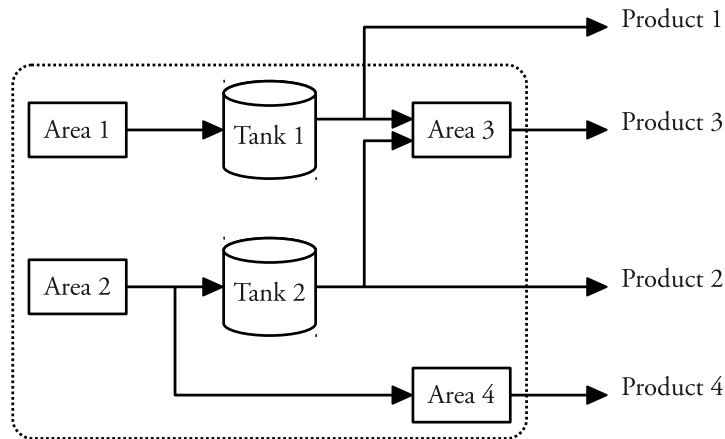 Product 1
Area 1
Tank 1
Area 3
Product 3
Area 2
Tank 2
Product 2
Area 4
Product 4